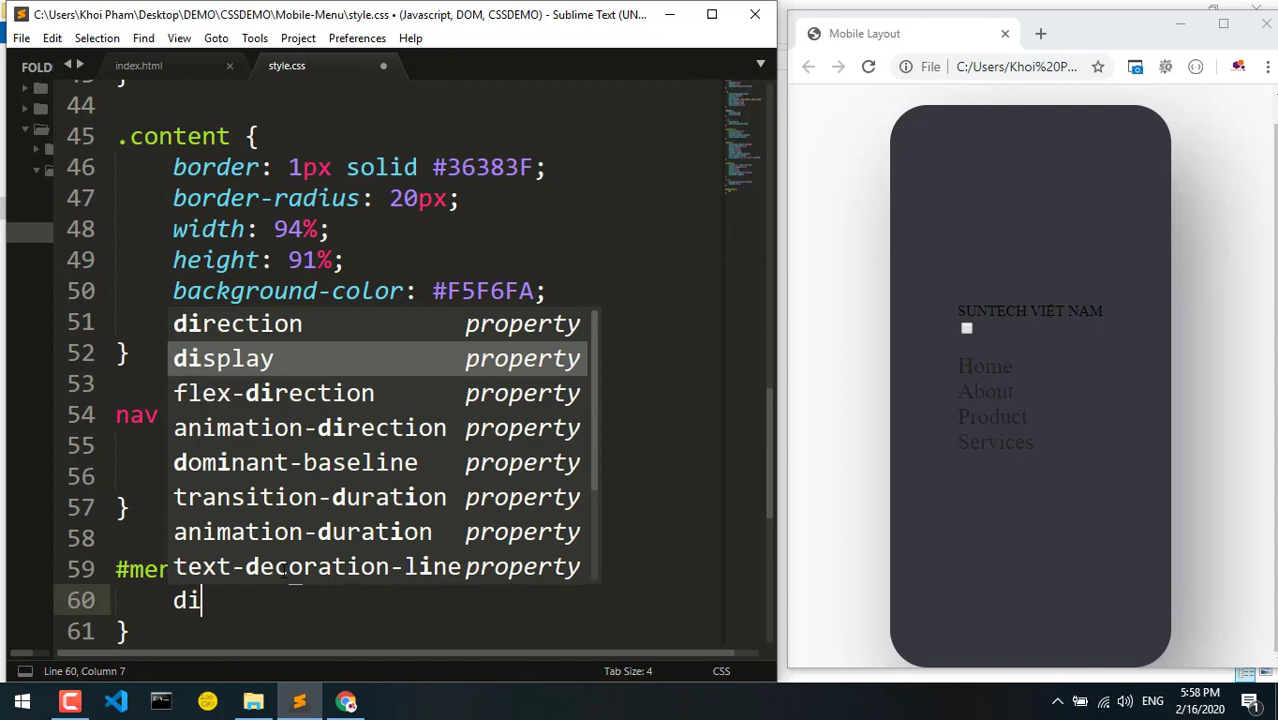 C:\Users\Khoi Pham\Desktop\DEMO\CSSDEMO\Mobile-Menu\style.css • (Javascript, DOM, CSSDEMO) - Sublime Text (UN...
File Edit Selection Find View Goto Tools Project Preferences Help
FOLD
index.html
style.css
44
45 .content {
46 border: 1px solid #36383F;
47 border-radius: 20px;
48 width: 94%;
49 height: 91%;
50 background-color: #F5F6FA;
51
52 }
53
54 nav
55
56
57 }
58
59 #mer
60 di
61 }
direction property
display property
flex-direction property
animation-direction property
dominant-baseline property
transition-duration property
animation-duration property
text-decoration-line property
Line 60, Column 7
Tab Size: 4
CSS
Mobile Layout
File C:/Users/Khoi%20P...
SUNTECH VIỆT NAM
Home
About
Product
Services
ENG
5:58 PM
2/16/2020
1